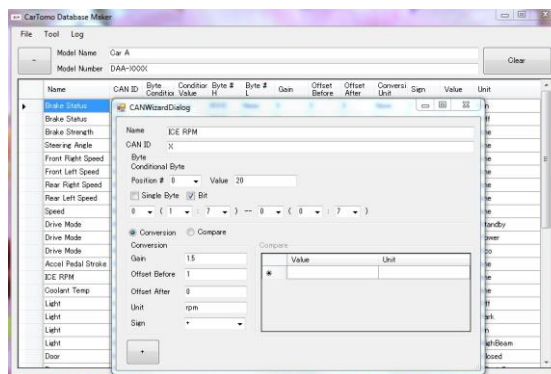 CarTomo Database Maker
File Tool Log
- Model Name Car A Clear
Model Number DAA-XXXX
Name CAN ID Byte Conditio Conditior Value Byte # H Byte # L Gain Offset Before Offset After Conversi Unit Sign Value Unit
Brake Status
CANWizardDialog
Brake Status
Brake Strength
Steering Angle
Front Right Speed
Front Left Speed
Rear Right Speed
Rear Left Speed
Speed
Drive Mode
Drive Mode
Drive Mode
Accel Pedal Stroke
ICE RPM
Coolant Temp
Light
Light
Light
Light
Door
Name ICE RPM
CAN ID X
Byte
Conditional Byte
Position # 0 Value 20
Single Byte Bit
0 ( 1 : 7 ) -- 0 ( 0 : 7 )
Conversion Compare
Conversion
Gain 1.5
Offset Before 1
Offset After 0
Unit rpm
Sign +
+
Compare
Value Unit
*
tandby
ower
co
ark
ighBeam
losed